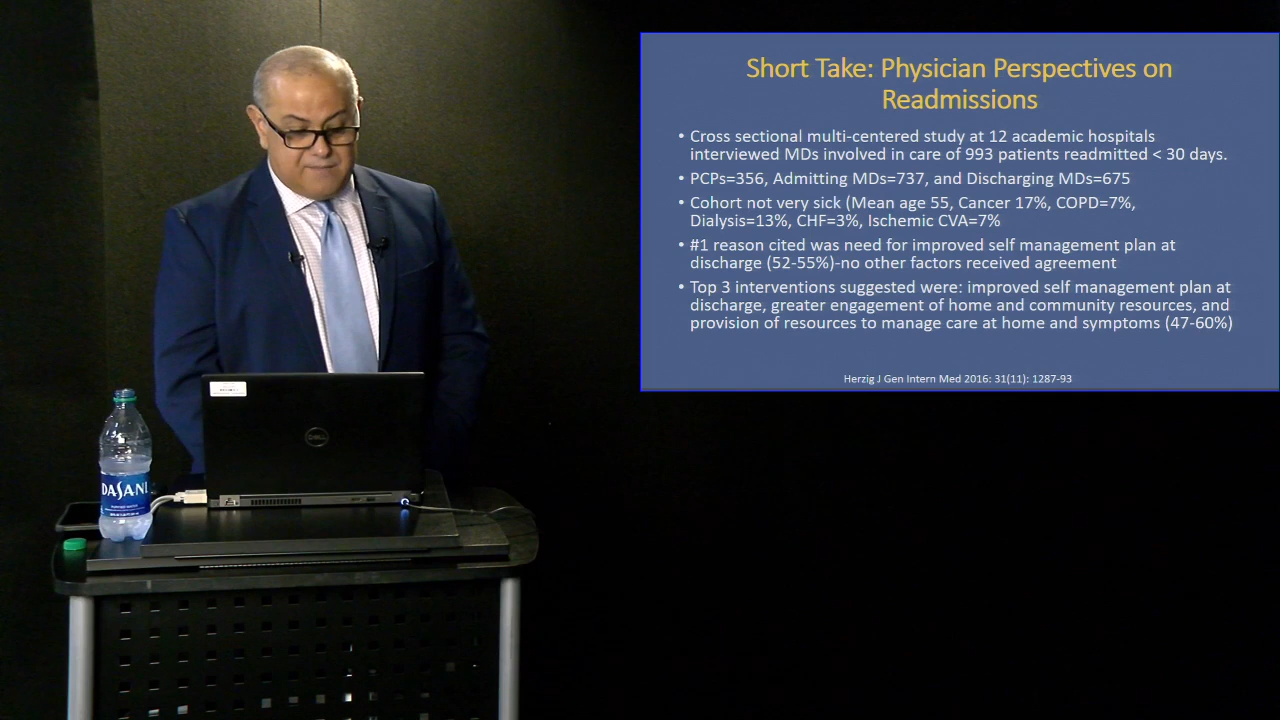 Short Take: Physician Perspectives on
Readmissions
• Cross sectional multi-centered study at 12 academic hospitals
interviewed MDs involved in care of 993 patients readmitted < 30 days.
• PCPs=356, Admitting MDs=737, and Discharging MDs=675
• Cohort not very sick (Mean age 55, Cancer 17%, COPD=7%,
Dialysis=13%, CHF=3%, Ischemic CVA=7%
• #1 reason cited was need for improved self management plan at
discharge (52-55%)-no other factors received agreement
• Top 3 interventions suggested were: improved self management plan at
discharge, greater engagement of home and community resources, and
provision of resources to manage care at home and symptoms (47-60%)
Herzig J Gen Intern Med 2016: 31(11): 1287-93
DELL
DASANI